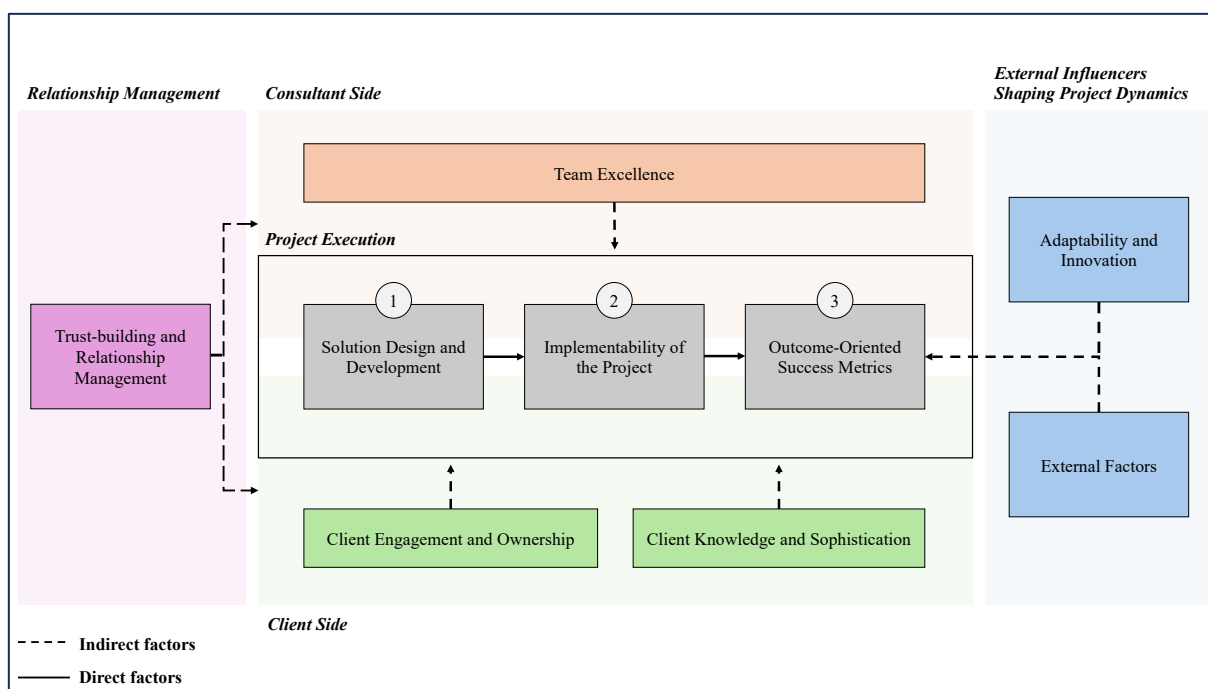 Relationship Management
Consultant Side
External Influencers
Shaping Project Dynamics
Team Excellence
Project Execution
Adaptability and
Innovation
Trust-building and
Relationship
Management
1
Solution Design and
Development
2
Implementability of
the Project
3
Outcome-Oriented
Success Metrics
External Factors
Client Engagement and Ownership
Client Knowledge and Sophistication
Client Side
Indirect factors
Direct factors